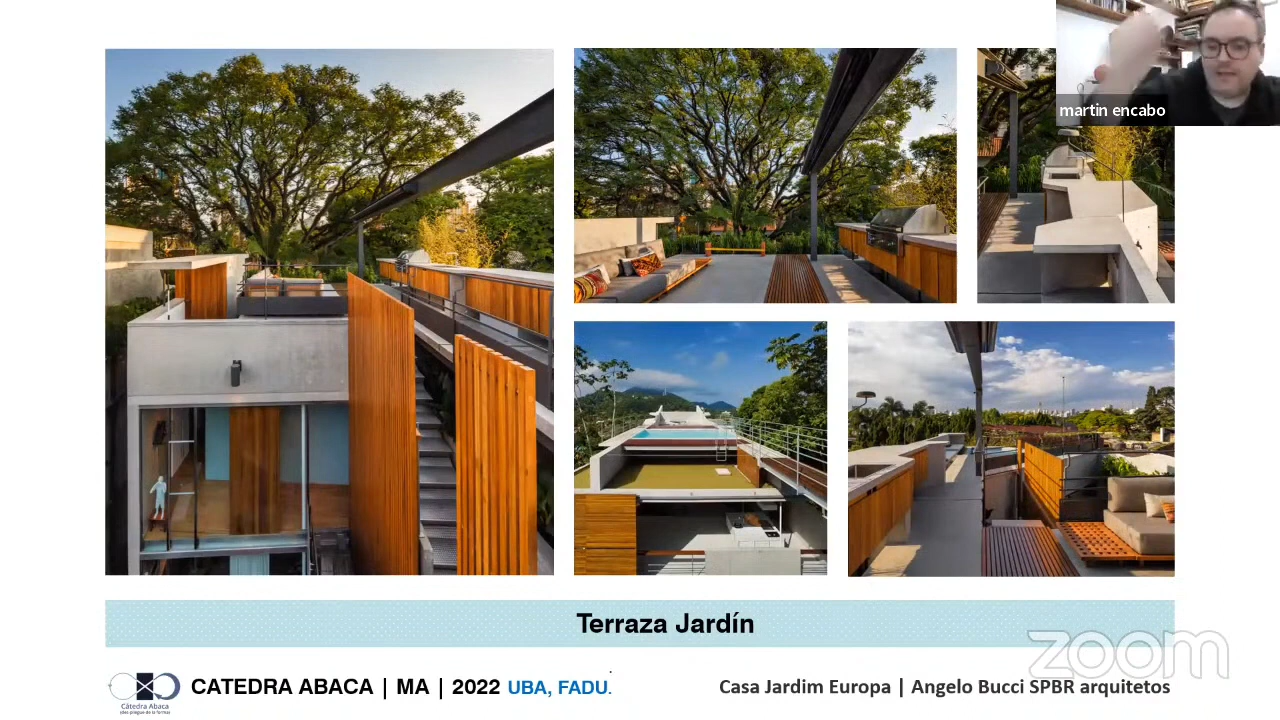 martin encabo
Terraza Jardín
zoom
Cátedra Abaca
CATEDRA ABACA | MA | 2022 UBA, FADU.
Casa Jardim Europa | Angelo Bucci SPBR arquitetos